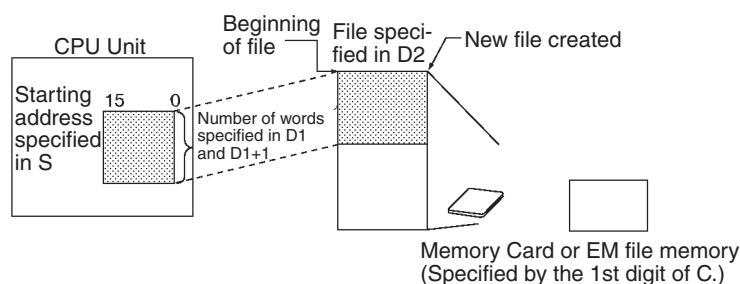 CPU Unit
Starting
address
specified
in S
15 0
Number of words
specified in D1
and D1+1
Beginning
of file
File speci-
fied in D2
New file created
Memory Card or EM file memory
(Specified by the 1st digit of C.)